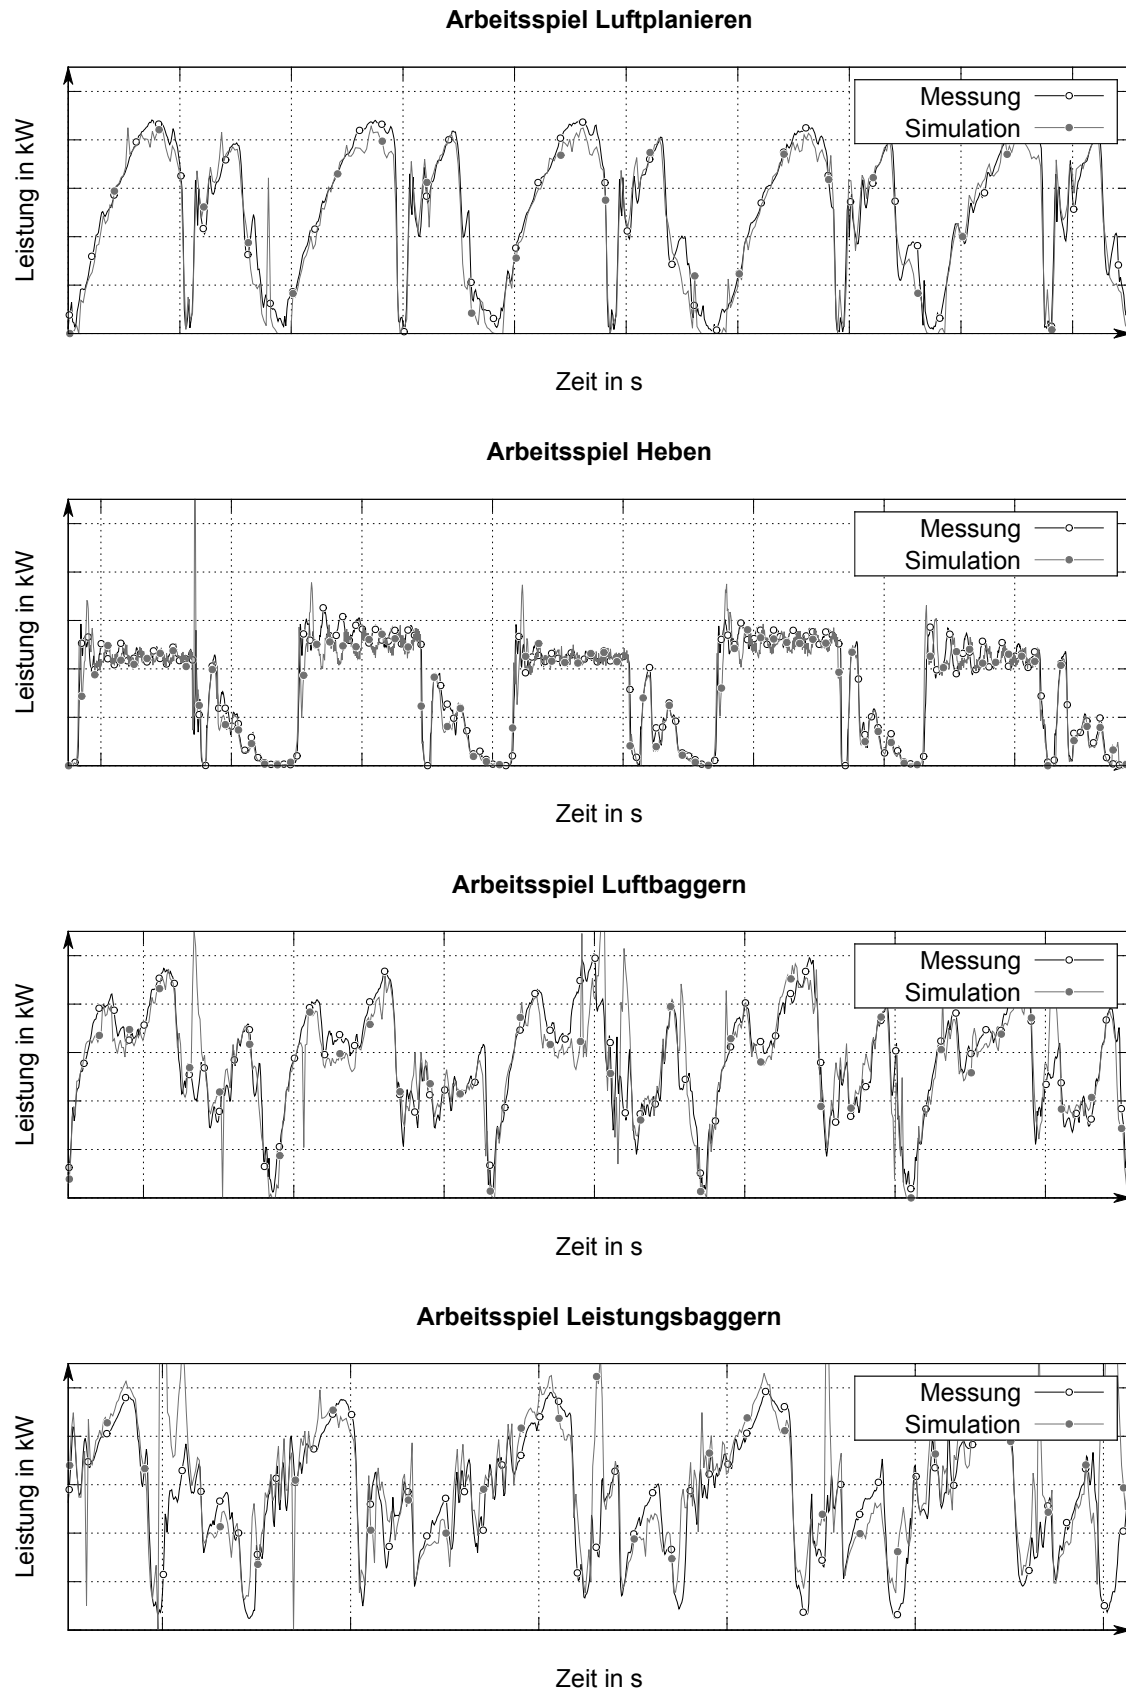 Arbeitsspiel Luftplanieren
Messung
Simulation
Leistung in kW
Zeit in s
Arbeitsspiel Heben
Messung
Simulation
Leistung in kW
Zeit in s
Arbeitsspiel Luftbaggern
Messung
Simulation
Leistung in kW
Zeit in s
Arbeitsspiel Leistungsbaggern
Messung
Simulation
Leistung in kW
Zeit in s